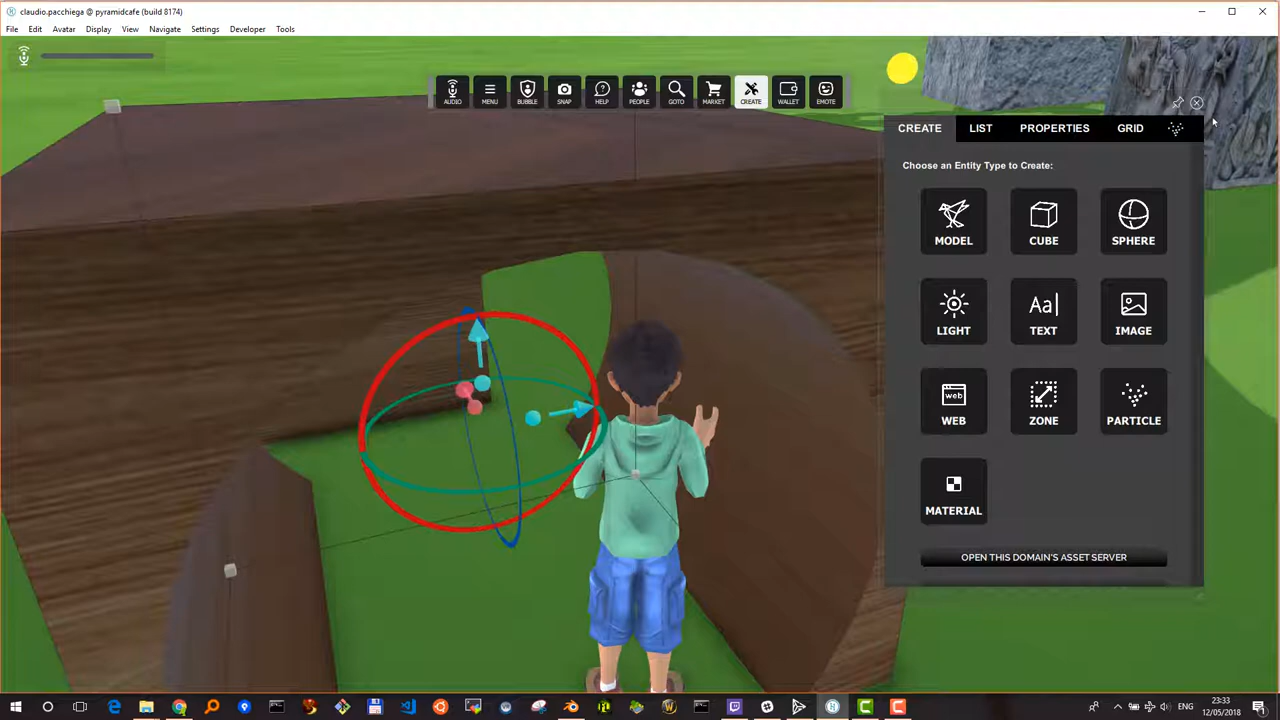 claudio.pacchiega @ pyramidcafe (build 8174)
File Edit Avatar Display View Navigate Settings Developer Tools
AUDIO MENU BUBBLE SNAP HELP PEOPLE GOTO MARKET CREATE WALLET EMOTE
CREATE LIST PROPERTIES GRID
Choose an Entity Type to Create:
MODEL CUBE SPHERE
LIGHT Aa TEXT IMAGE
web WEB ZONE PARTICLE
MATERIAL
OPEN THIS DOMAIN'S ASSET SERVER
ENG
23:33
12/05/2018